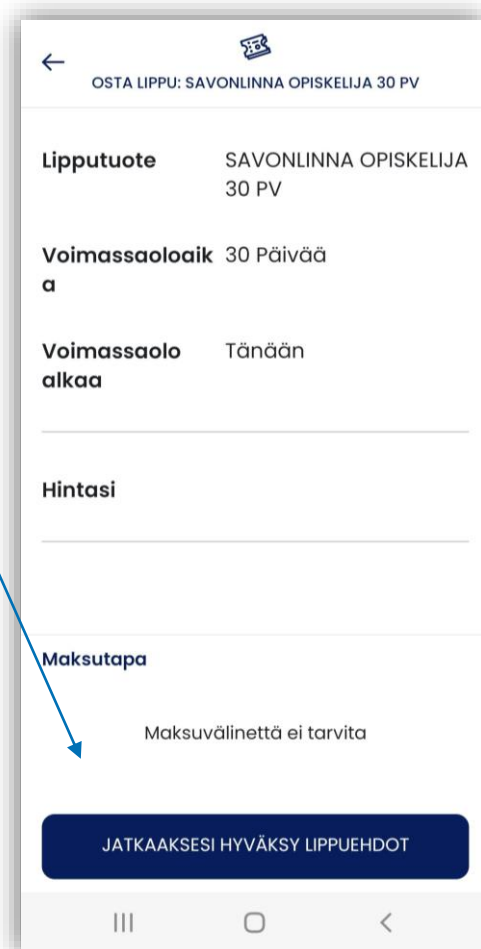 OSTA LIPPU: SAVONLINNA OPISKELIJA 30 PV
Lipputuote SAVONLINNA OPISKELIJA
30 PV
Voimassaoloaik 30 Päivää
a
Voimassaolo Tänään
alkaa
Hintasi
Maksutapa
Maksuvälinettä ei tarvita
JATKAAKSESI HYVÄKSY LIPPUEHDOT